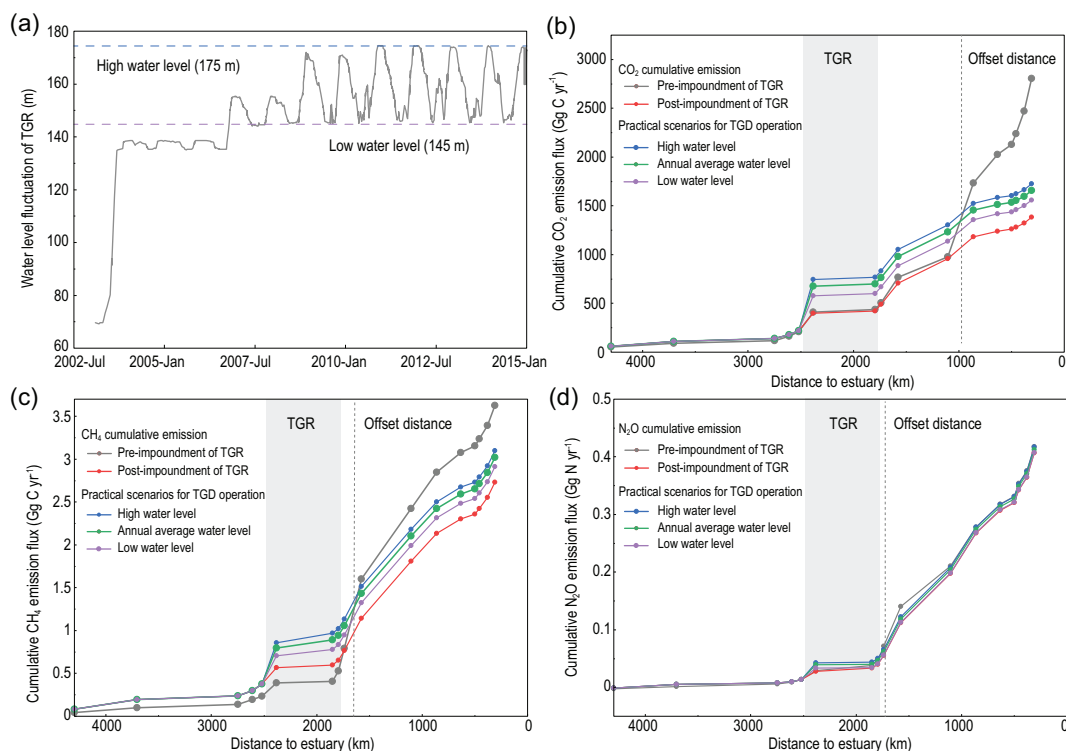 (a)
Water level fluctuation of TGR (m)
180
160
140
120
100
80
60
High water level (175 m)
Low water level (145 m)
2002-Jul
2005-Jan
2007-Jul
2010-Jan
2012-Jul
2015-Jan
(b)
TGR
Offset distance
CO₂ cumulative emission
Pre-impoundment of TGR
Post-impoundment of TGR
Practical scenarios for TGD operation
High water level
Annual average water level
Low water level
Cumulative CO₂ emission flux (Gg C yr⁻¹)
3000
2500
2000
1500
1000
500
0
4000
3000
2000
1000
0
Distance to estuary (km)
(c)
TGR
Offset distance
CH₄ cumulative emission
Pre-impoundment of TGR
Post-impoundment of TGR
Practical scenarios for TGD operation
High water level
Annual average water level
Low water level
Cumulative CH₄ emission flux (Gg C yr⁻¹)
3.5
3
2.5
2
1.5
1
0.5
0
4000
3000
2000
1000
0
Distance to estuary (km)
(d)
TGR
Offset distance
N₂O cumulative emission
Pre-impoundment of TGR
Post-impoundment of TGR
Practical scenarios for TGD operation
High water level
Annual average water level
Low water level
Cumulative N₂O emission flux (Gg N yr⁻¹)
0.5
0.4
0.3
0.2
0.1
0
4000
3000
2000
1000
0
Distance to estuary (km)